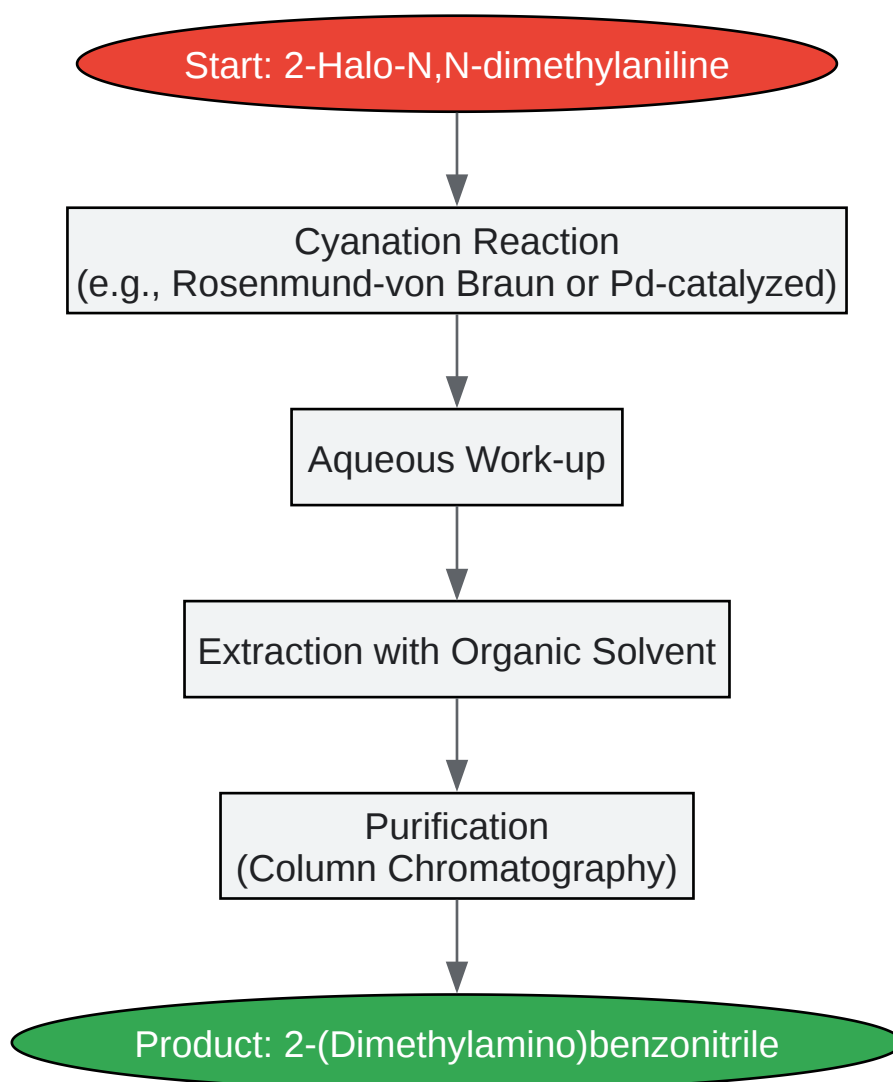 Start: 2-Halo-N,N-dimethylaniline
Cyanation Reaction
(e.g., Rosenmund-von Braun or Pd-catalyzed)
Aqueous Work-up
Extraction with Organic Solvent
Purification
(Column Chromatography)
Product: 2-(Dimethylamino)benzonitrile